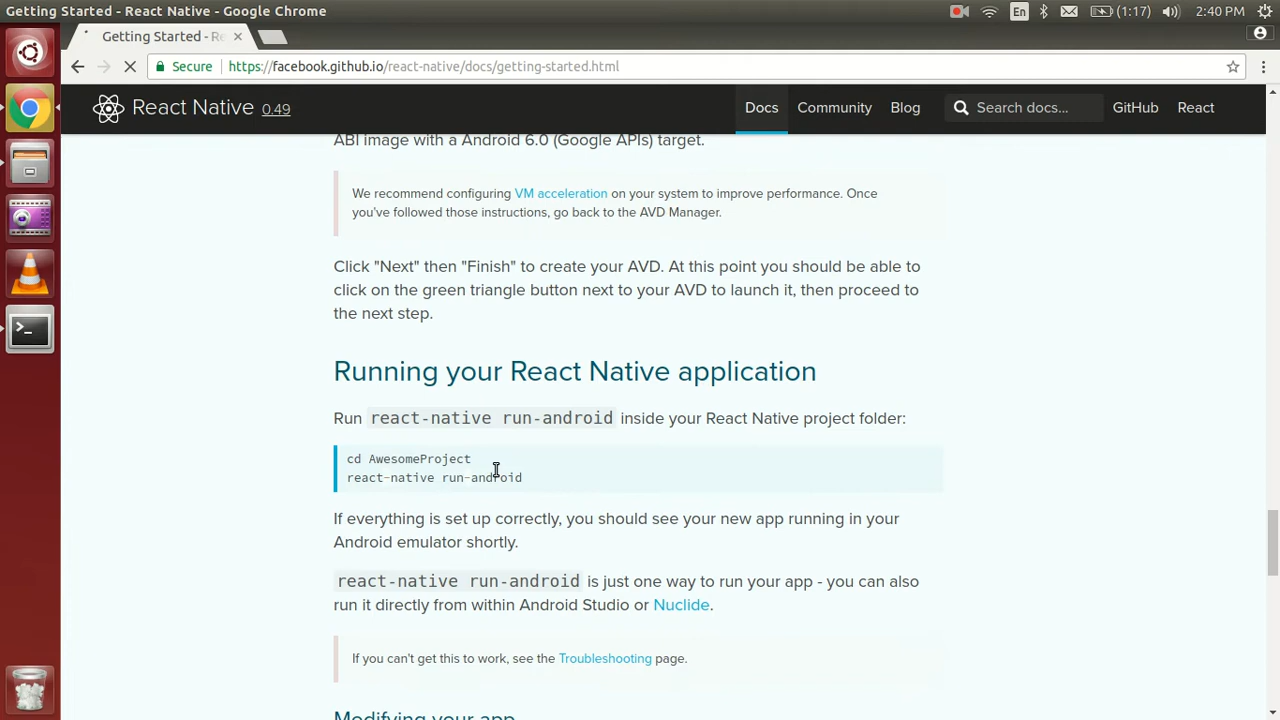 Getting Started - React Native - Google Chrome
En
(1:17)
2:40 PM
Getting Started - Re
Secure
https://facebook.github.io/react-native/docs/getting-started.html
React Native 0.49
Docs
Community
Blog
Search docs...
GitHub
React
ABI image with a Android 6.0 (Google APIs) target.
We recommend configuring VM acceleration on your system to improve performance. Once
you've followed those instructions, go back to the AVD Manager.
Click "Next" then "Finish" to create your AVD. At this point you should be able to
click on the green triangle button next to your AVD to launch it, then proceed to
the next step.
Running your React Native application
Run react-native run-android inside your React Native project folder:
cd AwesomeProject
react-native run-android
If everything is set up correctly, you should see your new app running in your
Android emulator shortly.
react-native run-android is just one way to run your app - you can also
run it directly from within Android Studio or Nuclide.
If you can't get this to work, see the Troubleshooting page.
Modifying your app